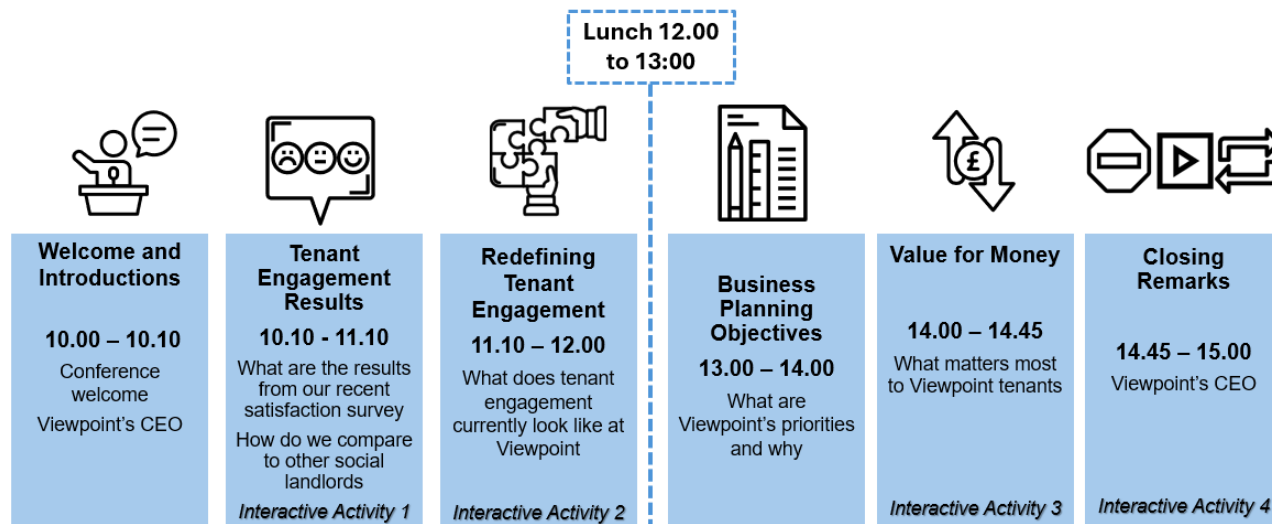 Lunch 12.00
to 13:00
Welcome and
Introductions
10.00 – 10.10
Conference
welcome
Viewpoint's CEO
Tenant
Engagement
Results
10.10 - 11.10
What are the results
from our recent
satisfaction survey
How do we compare
to other social
landlords
Interactive Activity 1
Redefining
Tenant
Engagement
11.10 – 12.00
What does tenant
engagement
currently look like at
Viewpoint
Interactive Activity 2
Business
Planning
Objectives
13.00 – 14.00
What are
Viewpoint's priorities
and why
£
Value for Money
14.00 – 14.45
What matters most
to Viewpoint tenants
Interactive Activity 3
Closing
Remarks
14.45 – 15.00
Viewpoint's CEO
Interactive Activity 4